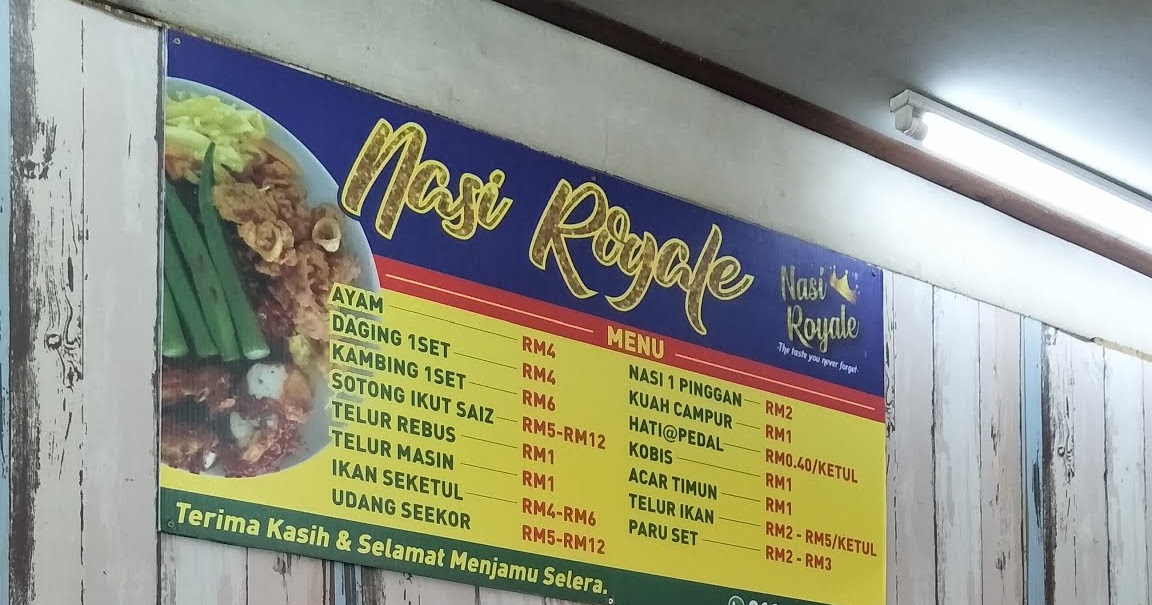 Nasi Royale
Nasi
Royale
The taste you never forget
MENU
AYAM RM4
DAGING 1SET RM4
KAMBING 1SET RM6
SOTONG IKUT SAIZ RM5-RM12
TELUR REBUS RM1
TELUR MASIN RM1
IKAN SEKETUL RM4-RM6
UDANG SEEKOR RM5-RM12
NASI 1 PINGGAN RM2
KUAH CAMPUR RM1
HATI@PEDAL RM0.40/KETUL
KOBIS RM1
ACAR TIMUN RM1
TELUR IKAN RM2 - RM5/KETUL
PARU SET RM2 - RM3
Terima Kasih & Selamat Menjamu Selera.